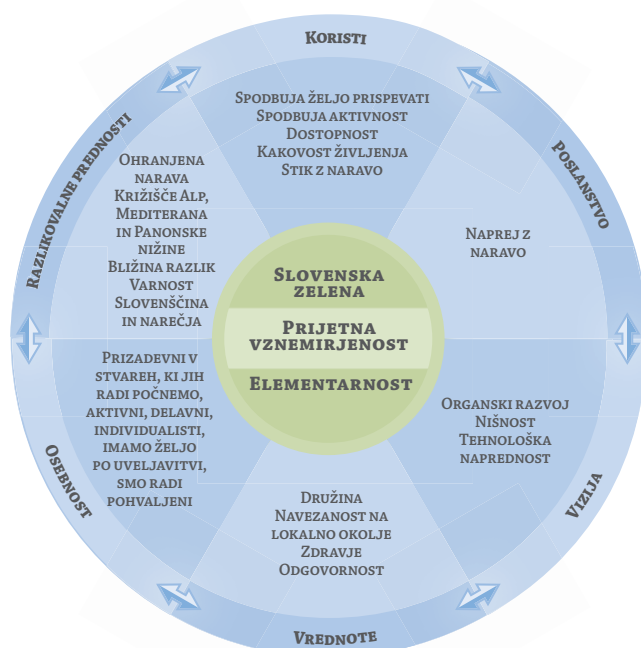 Koristi
Spodbuja željo prispevati
Spodbuja aktivnost
Dostopnost
Kakovost življenja
Stik z naravo
Poslanstvo
Naprej z
naravo
Vizija
Organski razvoj
Nišnost
Tehnološka
naprednost
Vrednote
Družina
Navezanost na
lokalno okolje
Zdravje
Odgovornost
Osebnost
Prizadevni v
stvareh, ki jih
radi počnemo,
aktivni, delavni,
individualisti,
imamo željo
po uveljavitvi,
smo radi
pohvaljeni
Razlikovalne prednosti
Ohranjena
narava
Križišče Alp,
Mediterana
in Panonske
nižine
Bližina razlik
Varnost
Slovenščina
in narečja
Slovenska
zelena
Prijetna
vznemirjenost
Elementarnost